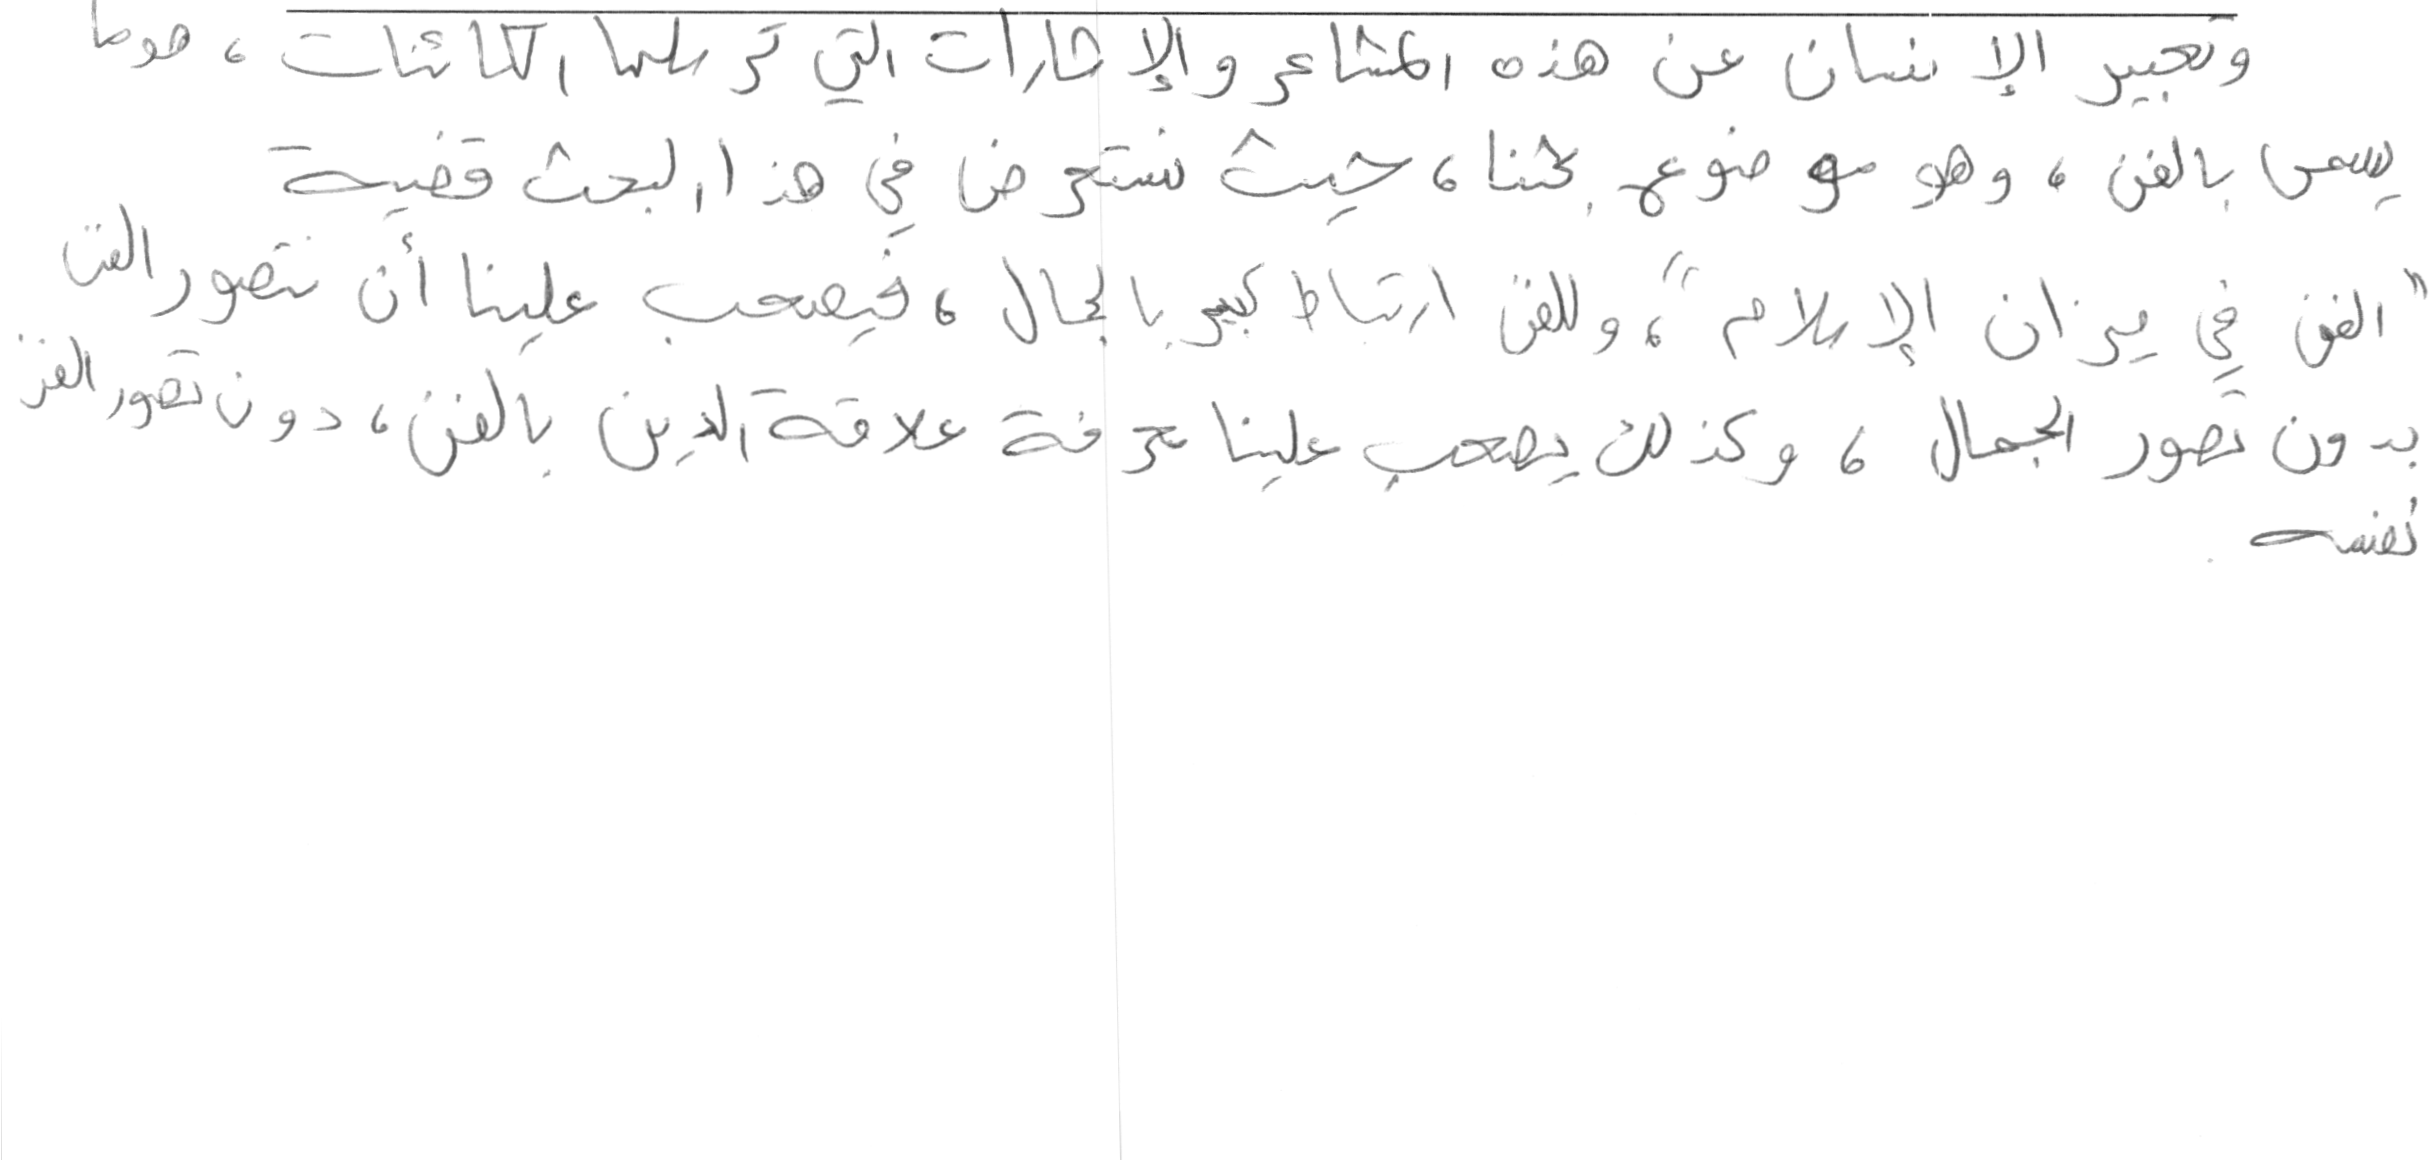 وتعبير الإنسان عن هذه المشاعر والإشارات التي ترسلها الكائنات، هو ما
يسمى بالفن، وهو موضوع بحثنا، حيث نستعرض في هذا البحث قضية
"الفن في ميزان الإسلام"، وللفن ارتباط كبير بالجمال، فيصعب علينا أن نتصور الفن
بدون تصور الجمال، وكذلك يصعب علينا معرفة علاقة الدين بالفن، دون تصور الفن
نفسه.